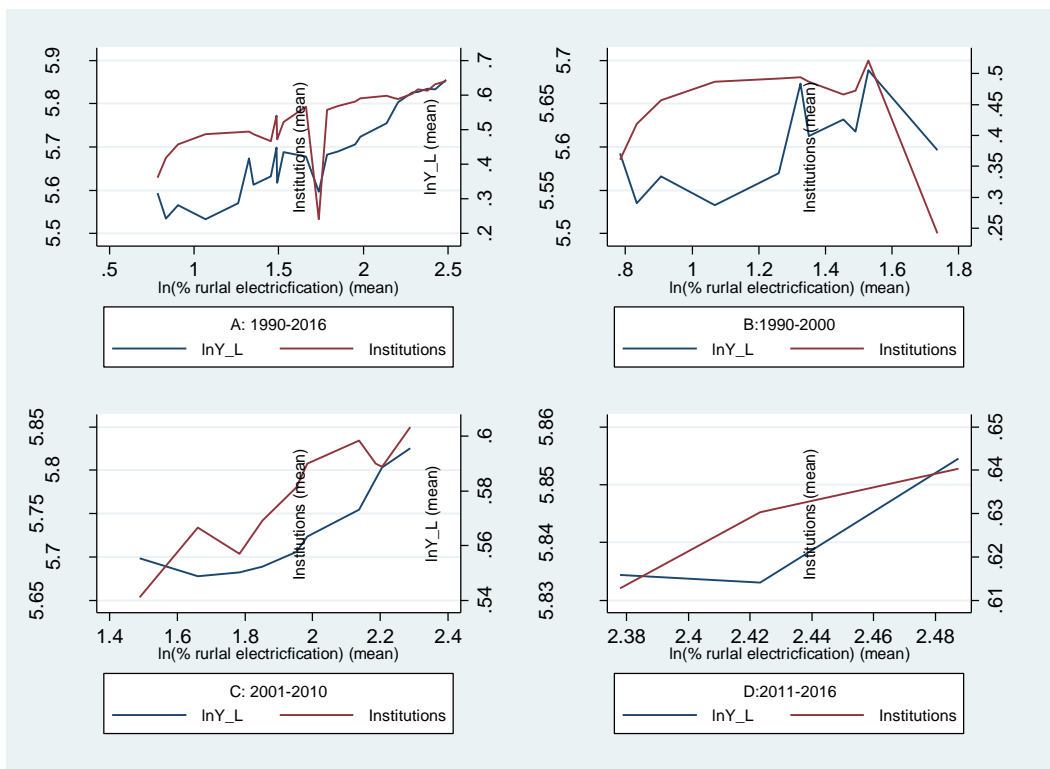 5.5 5.6 5.7 5.8 5.9
.2 .3 .4 .5 .6 .7
Institutions (mean)
lnY_L (mean)
.5 1 1.5 2 2.5
ln(% rurlal electricfication) (mean)
A: 1990-2016
lnY_L Institutions
5.5 5.55 5.6 5.65 5.7
.25 .3 .35 .4 .45 .5
Institutions (mean)
.8 1 1.2 1.4 1.6 1.8
ln(% rurlal electricfication) (mean)
B:1990-2000
lnY_L Institutions
5.65 5.7 5.75 5.8 5.85
.54 .56 .58 .6
Institutions (mean)
lnY_L (mean)
1.4 1.6 1.8 2 2.2 2.4
ln(% rurlal electricfication) (mean)
C: 2001-2010
lnY_L Institutions
5.83 5.84 5.85 5.86
.61 .62 .63 .64 .65
Institutions (mean)
2.38 2.4 2.42 2.44 2.46 2.48
ln(% rurlal electricfication) (mean)
D:2011-2016
lnY_L Institutions